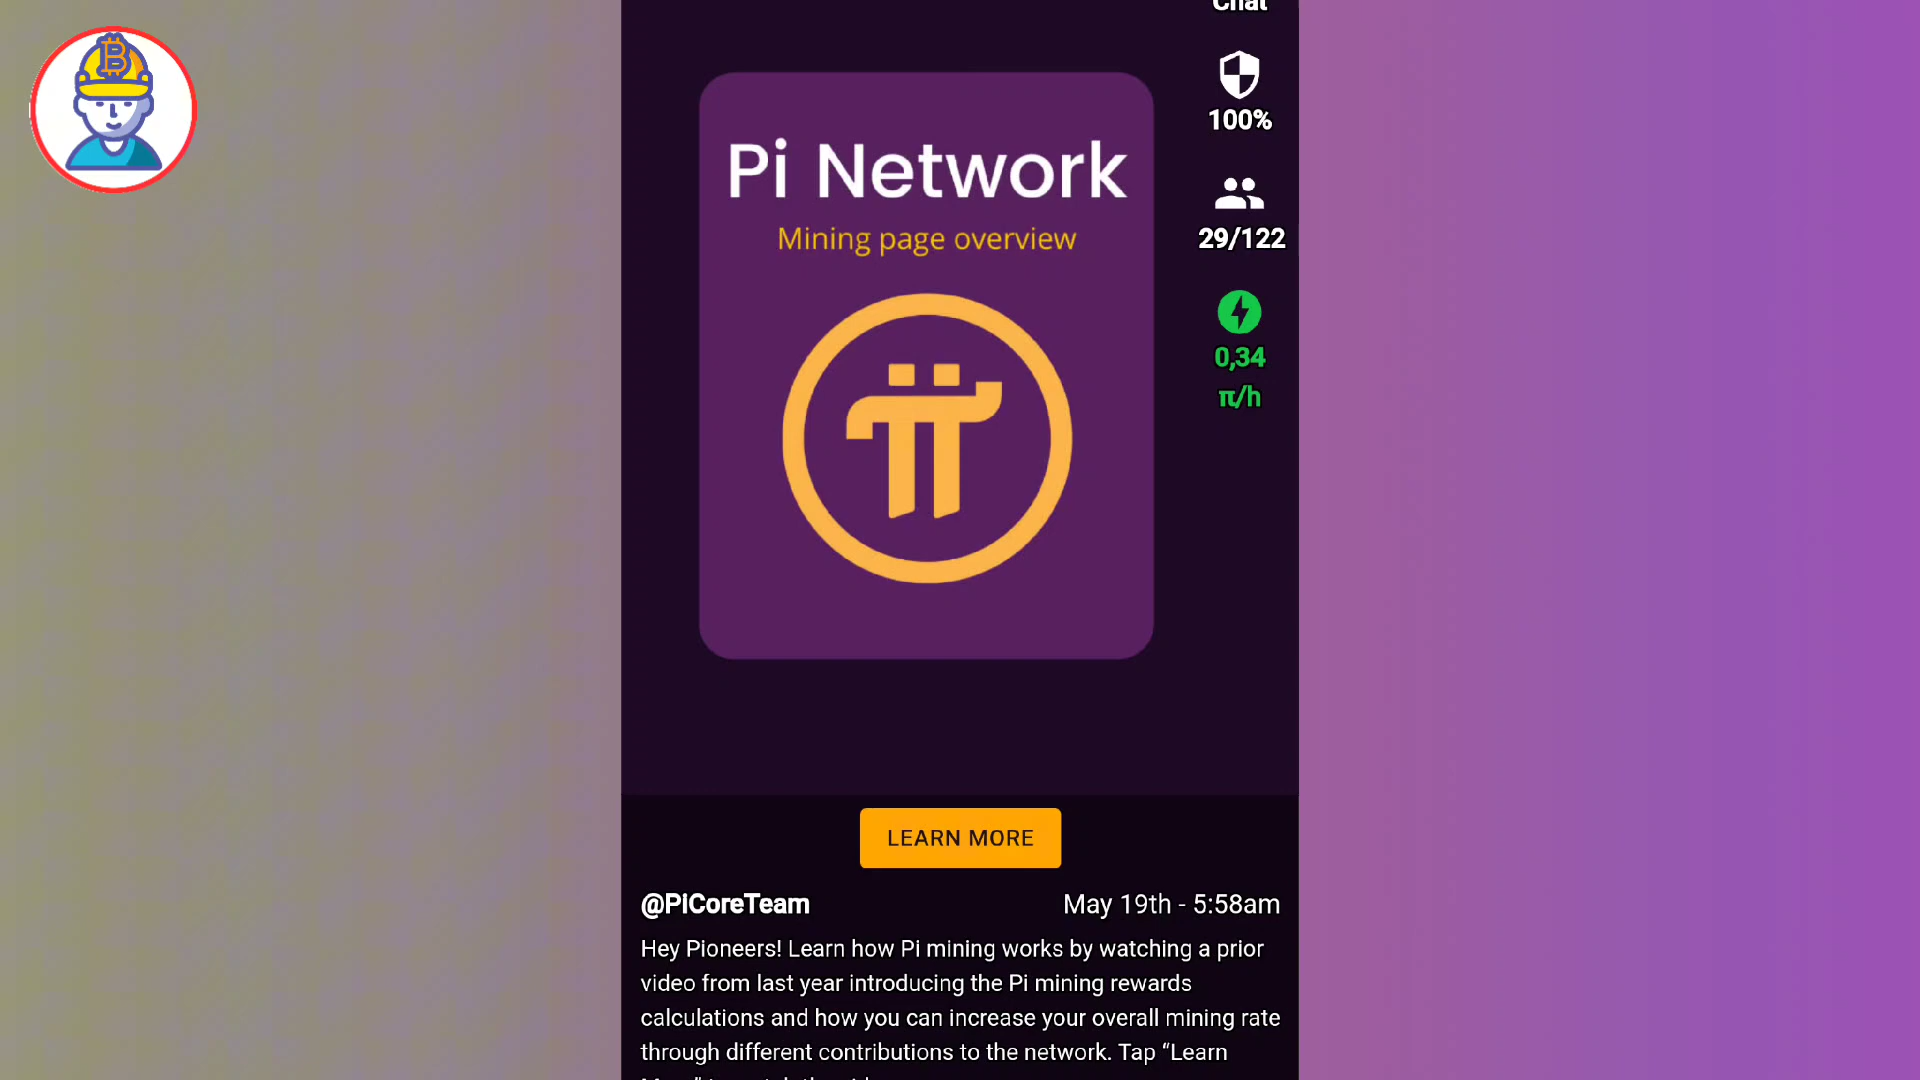 Chat
100%
29/122
0,34
π/h
Pi Network
Mining page overview
LEARN MORE
@PiCoreTeam
May 19th - 5:58am
Hey Pioneers! Learn how Pi mining works by watching a prior
video from last year introducing the Pi mining rewards
calculations and how you can increase your overall mining rate
through different contributions to the network. Tap “Learn